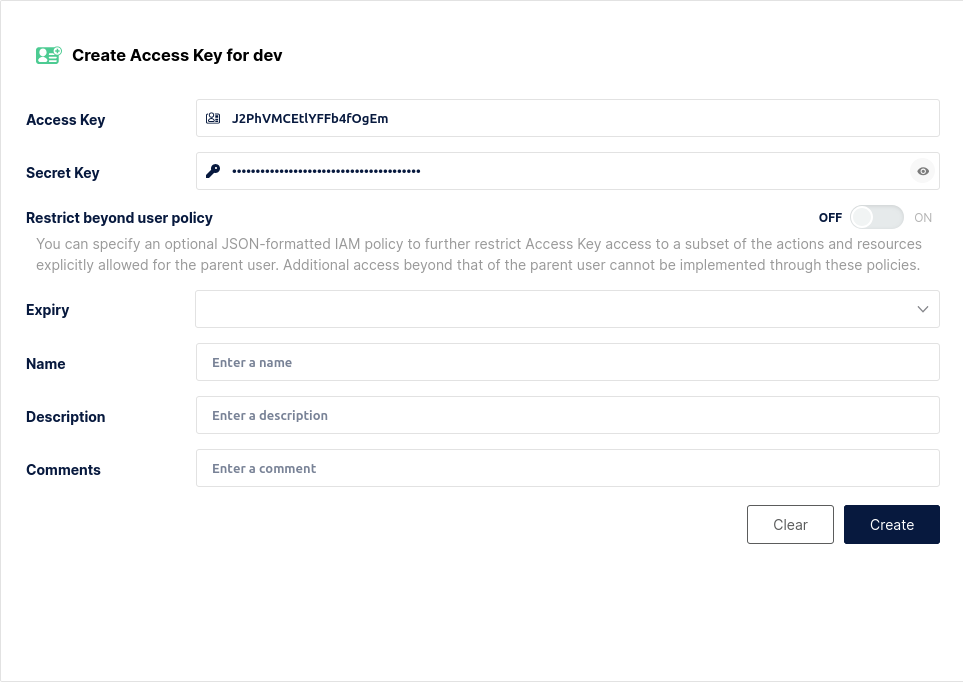 Create Access Key for dev
Access Key
J2PhVMCEtlYFFb4fOgEm
Secret Key
••••••••••••••••••••••••••••••••••••••••
Restrict beyond user policy
OFF
ON
You can specify an optional JSON-formatted IAM policy to further restrict Access Key access to a subset of the actions and resources
explicitly allowed for the parent user. Additional access beyond that of the parent user cannot be implemented through these policies.
Expiry
Name
Enter a name
Description
Enter a description
Comments
Enter a comment
Clear
Create